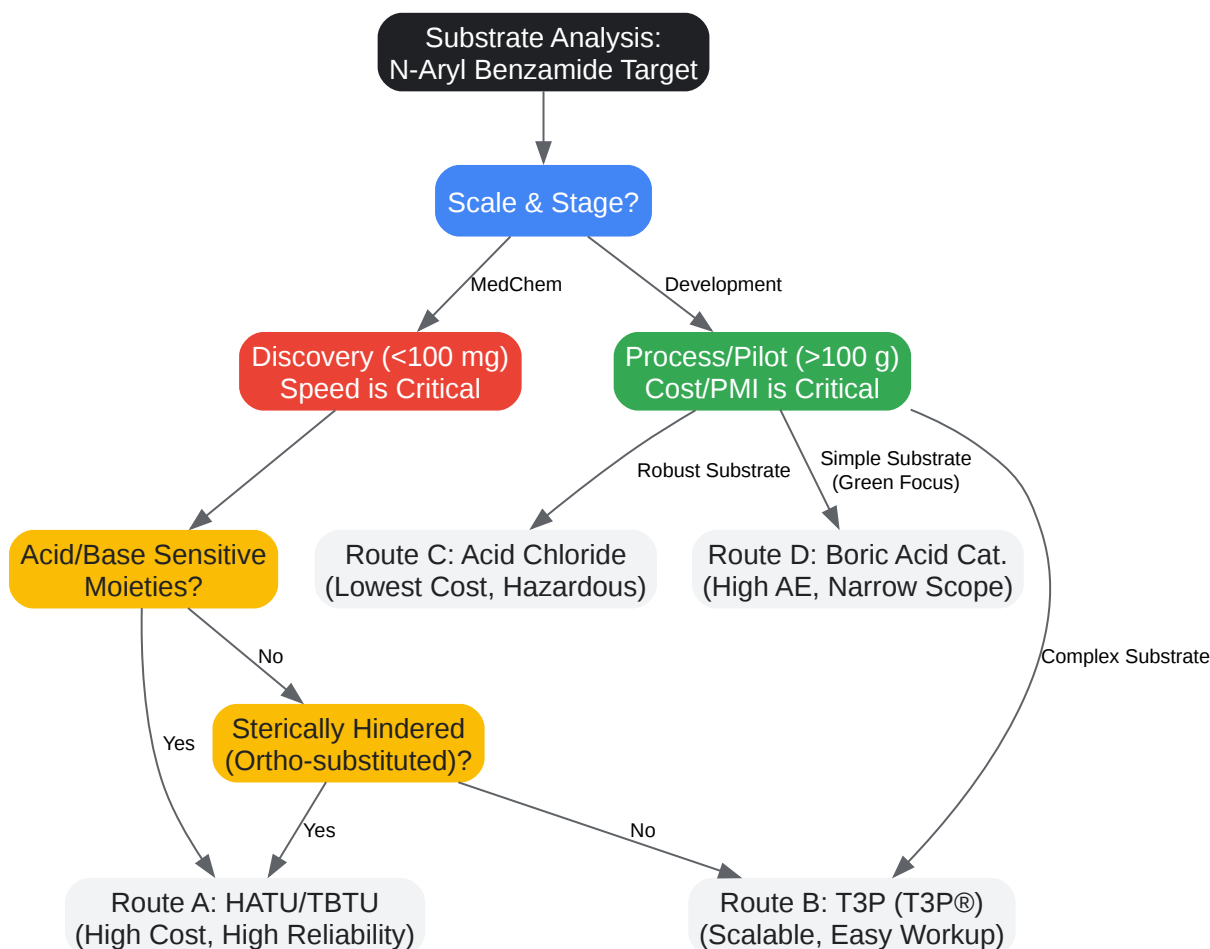 Substrate Analysis:
N-Aryl Benzamide Target
Scale & Stage?
MedChem
Development
Discovery (<100 mg)
Speed is Critical
Process/Pilot (>100 g)
Cost/PMI is Critical
Robust Substrate
Simple Substrate
(Green Focus)
Acid/Base Sensitive
Moieties?
Route C: Acid Chloride
(Lowest Cost, Hazardous)
Route D: Boric Acid Cat.
(High AE, Narrow Scope)
No
Complex Substrate
Sterically Hindered
(Ortho-substituted)?
Yes
Yes
No
Route A: HATU/TBTU
(High Cost, High Reliability)
Route B: T3P (T3P®)
(Scalable, Easy Workup)